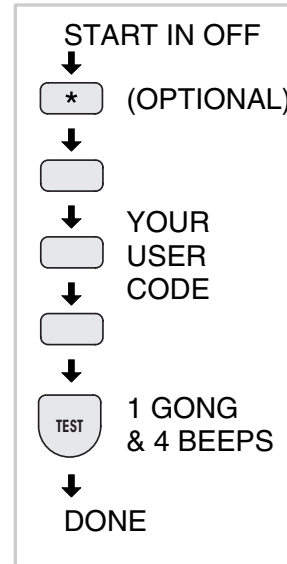 START IN OFF
* (OPTIONAL)
YOUR
USER
CODE
TEST
1 GONG
& 4 BEEPS
DONE